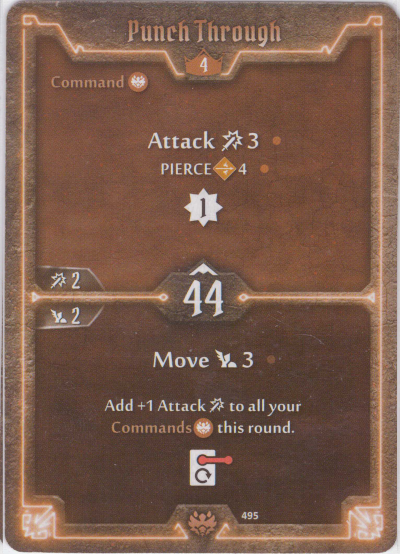 Punch Through
4
Command
Attack 3
PIERCE 4
1
2
44
2
Move 3
Add +1 Attack to all your
Commands this round.
495